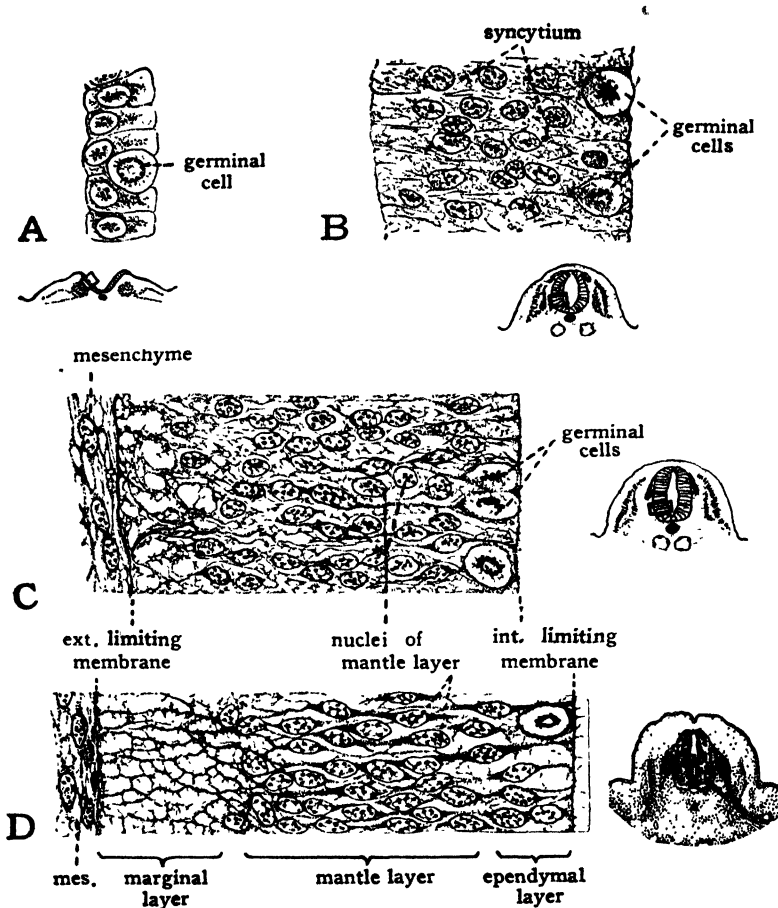 syncytium
germinal
cell
germinal
cells
A
B
mesenchyme
germinal
cells
C
ext. limiting
membrane
nuclei of
mantle layer
int. limiting
membrane
D
mes.
marginal
layer
mantle layer
ependymal
layer